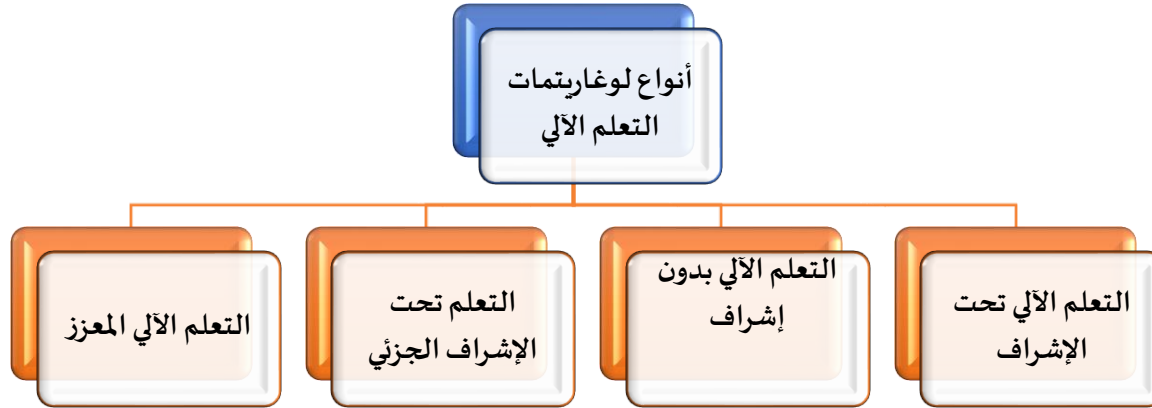 أنواع لوغاريتمات
التعلم الآلي
التعلم الآلي تحت
الإشراف
التعلم الآلي بدون
إشراف
التعلم تحت
الإشراف الجزئي
التعلم الآلي المعزز